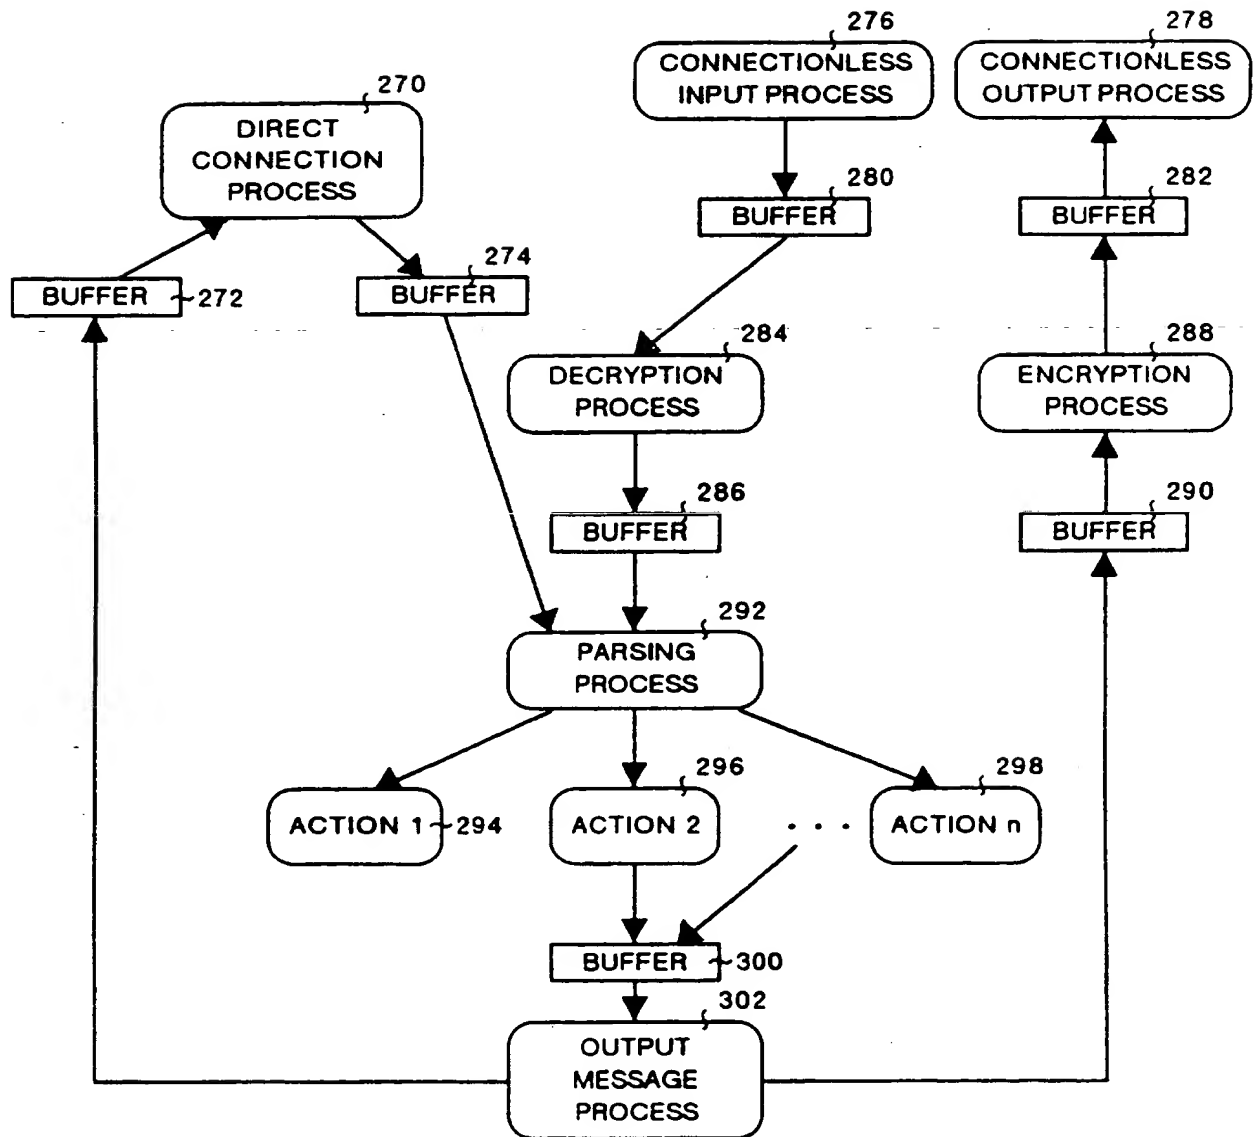 276
278
CONNECTIONLESS
INPUT PROCESS
CONNECTIONLESS
OUTPUT PROCESS
270
DIRECT
CONNECTION
PROCESS
280
BUFFER
282
BUFFER
BUFFER
272
274
BUFFER
284
DECRYPTION
PROCESS
288
ENCRYPTION
PROCESS
286
BUFFER
290
BUFFER
292
PARSING
PROCESS
ACTION 1
294
296
ACTION 2
. . .
298
ACTION n
BUFFER
300
302
OUTPUT
MESSAGE
PROCESS